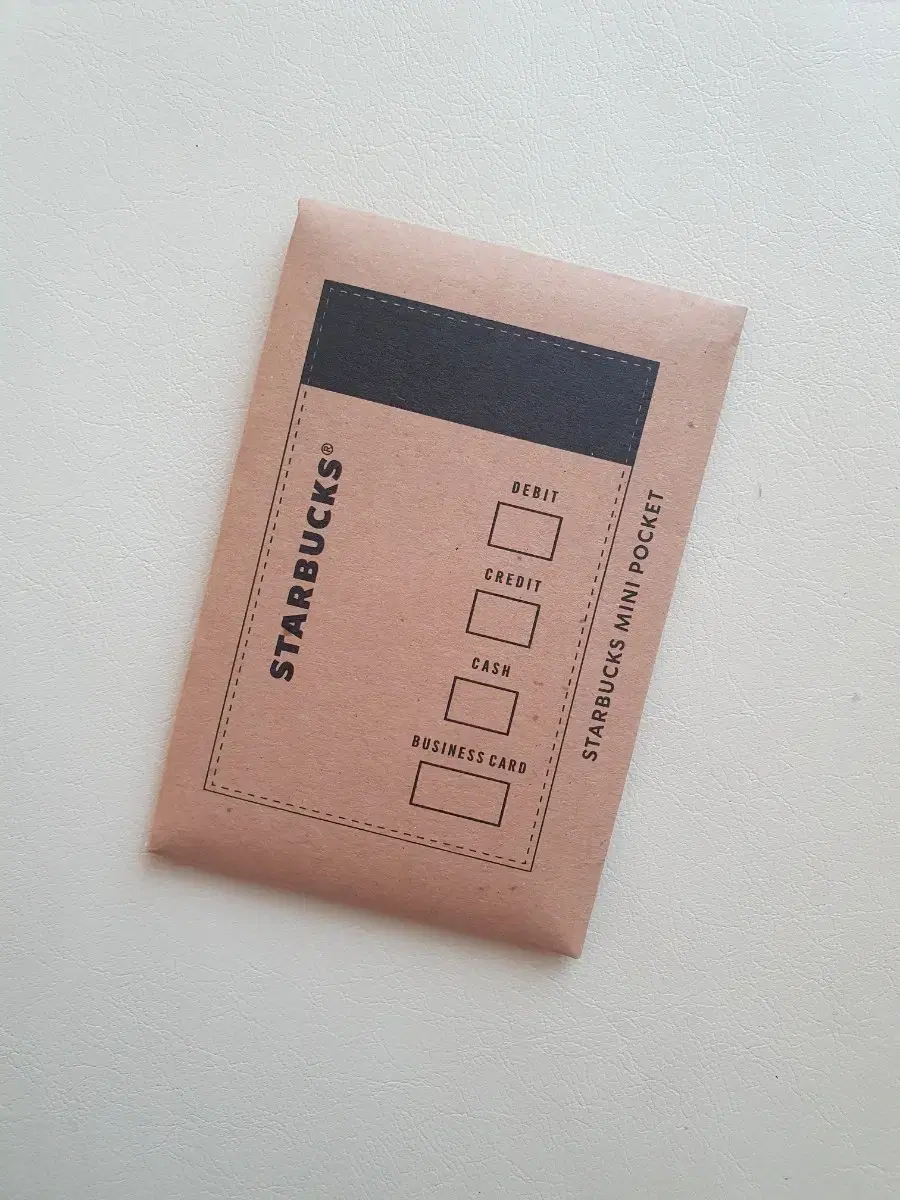 STARBUCKS®
DEBIT
CREDIT
CASH
BUSINESS CARD
STARBUCKS MINI POCKET